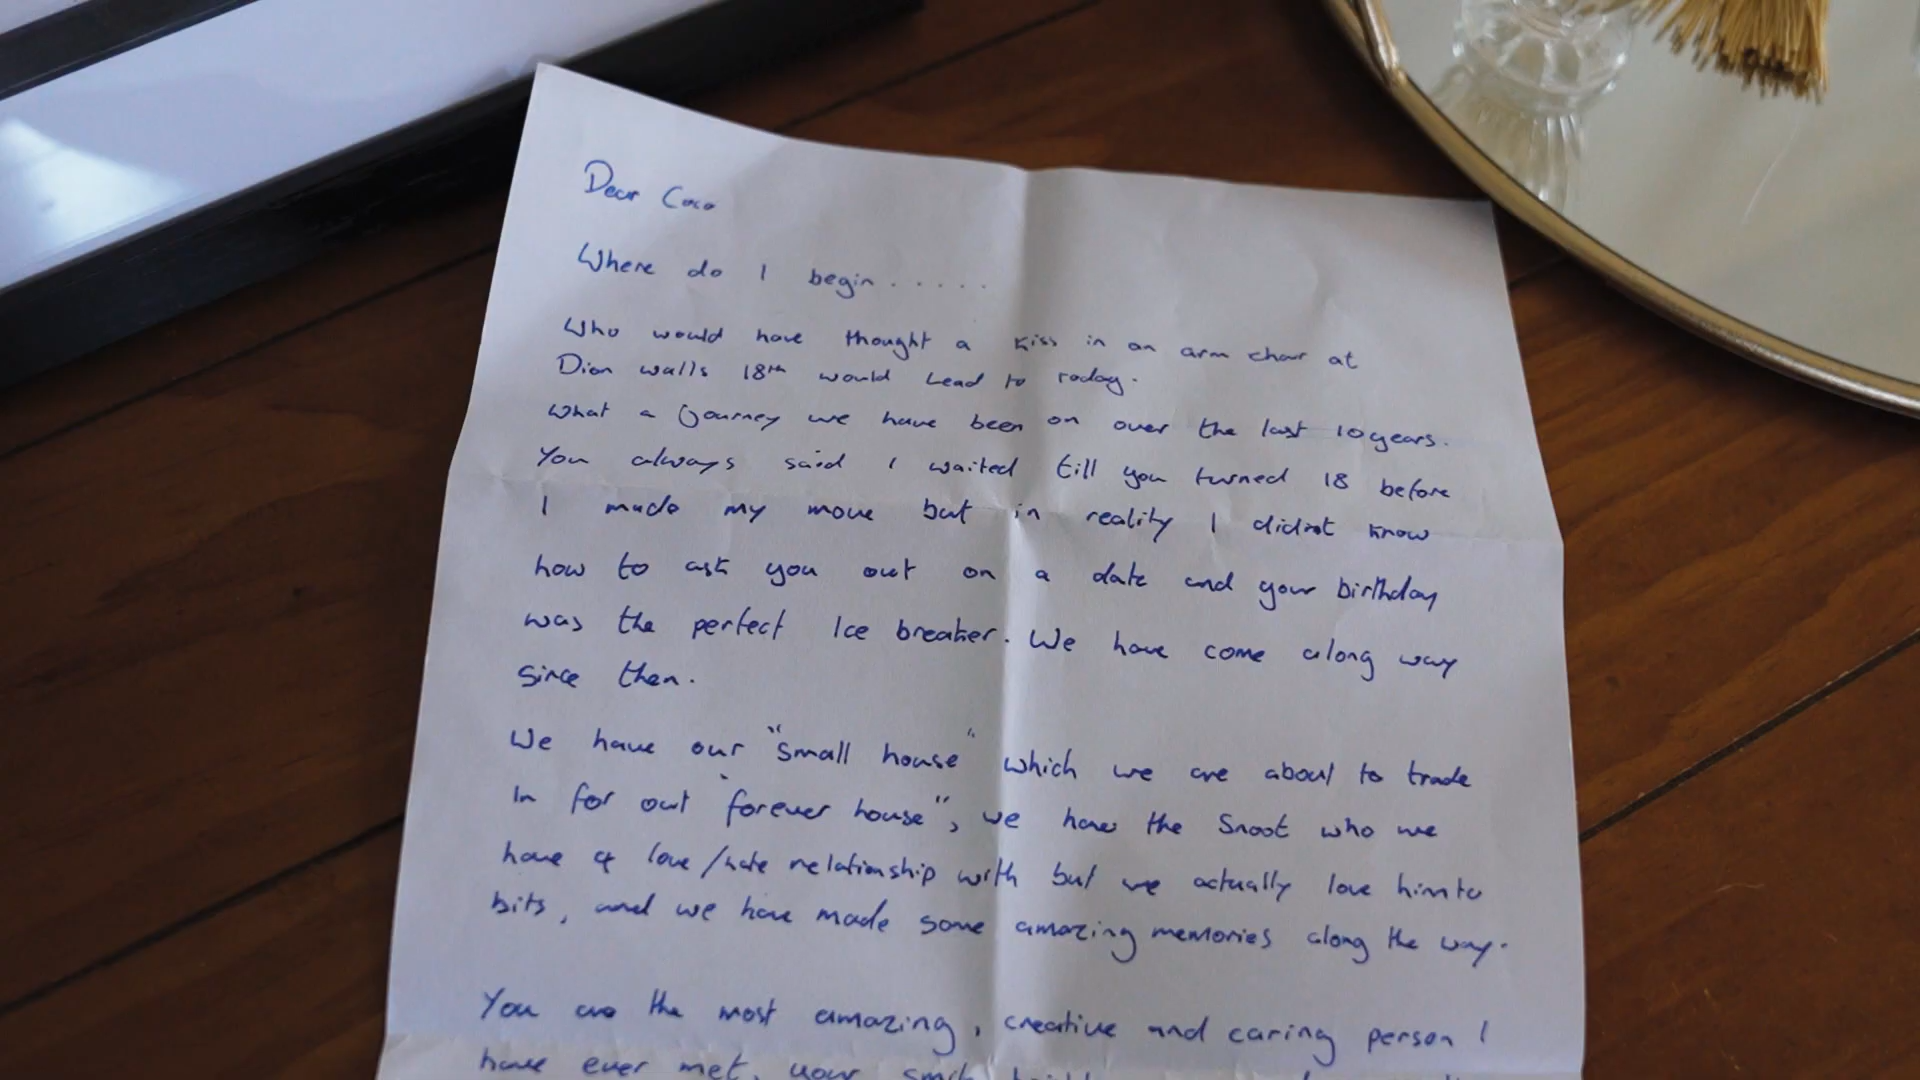 Dear Coco
Where do I begin......
Who would have thought a kiss in an arm chair at
Dion walls 18th would Lead to today.
What a Journey we have been on over the last 10 years.
You always said I waited till you turned 18 before
I made my move but in reality I didnt know
how to ask you out on a date and your birthday
was the perfect Ice breaker. We have come along way
since then.
We have our "small house" which we are about to trade
In for out "forever house", we have the Snoot who we
have a love/hate relationship with but we actually love him to
bits, and we have made some amazing memories along the way.
You are the most amazing, creative and caring person I
have ever met, your